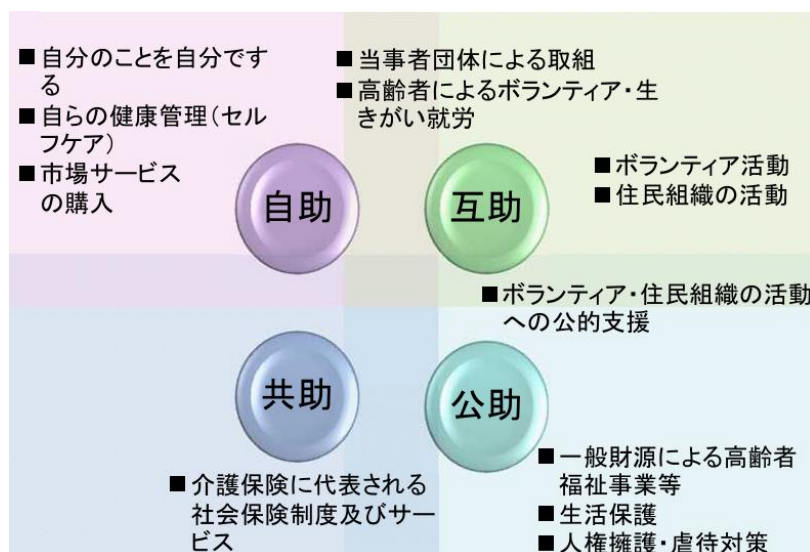 ■ 自分のことを自分です
る
■ 自らの健康管理(セル
フケア)
■ 市場サービス
の購入
■ 当事者団体による取組
■ 高齢者によるボランティア・生
きがい就労
■ ボランティア活動
■ 住民組織の活動
自助
互助
■ ボランティア・住民組織の活動
への公的支援
共助
公助
■ 介護保険に代表される
社会保険制度及びサー
ビス
■ 一般財源による高齢者
福祉事業等
■ 生活保護
■ 人権擁護・虐待対策